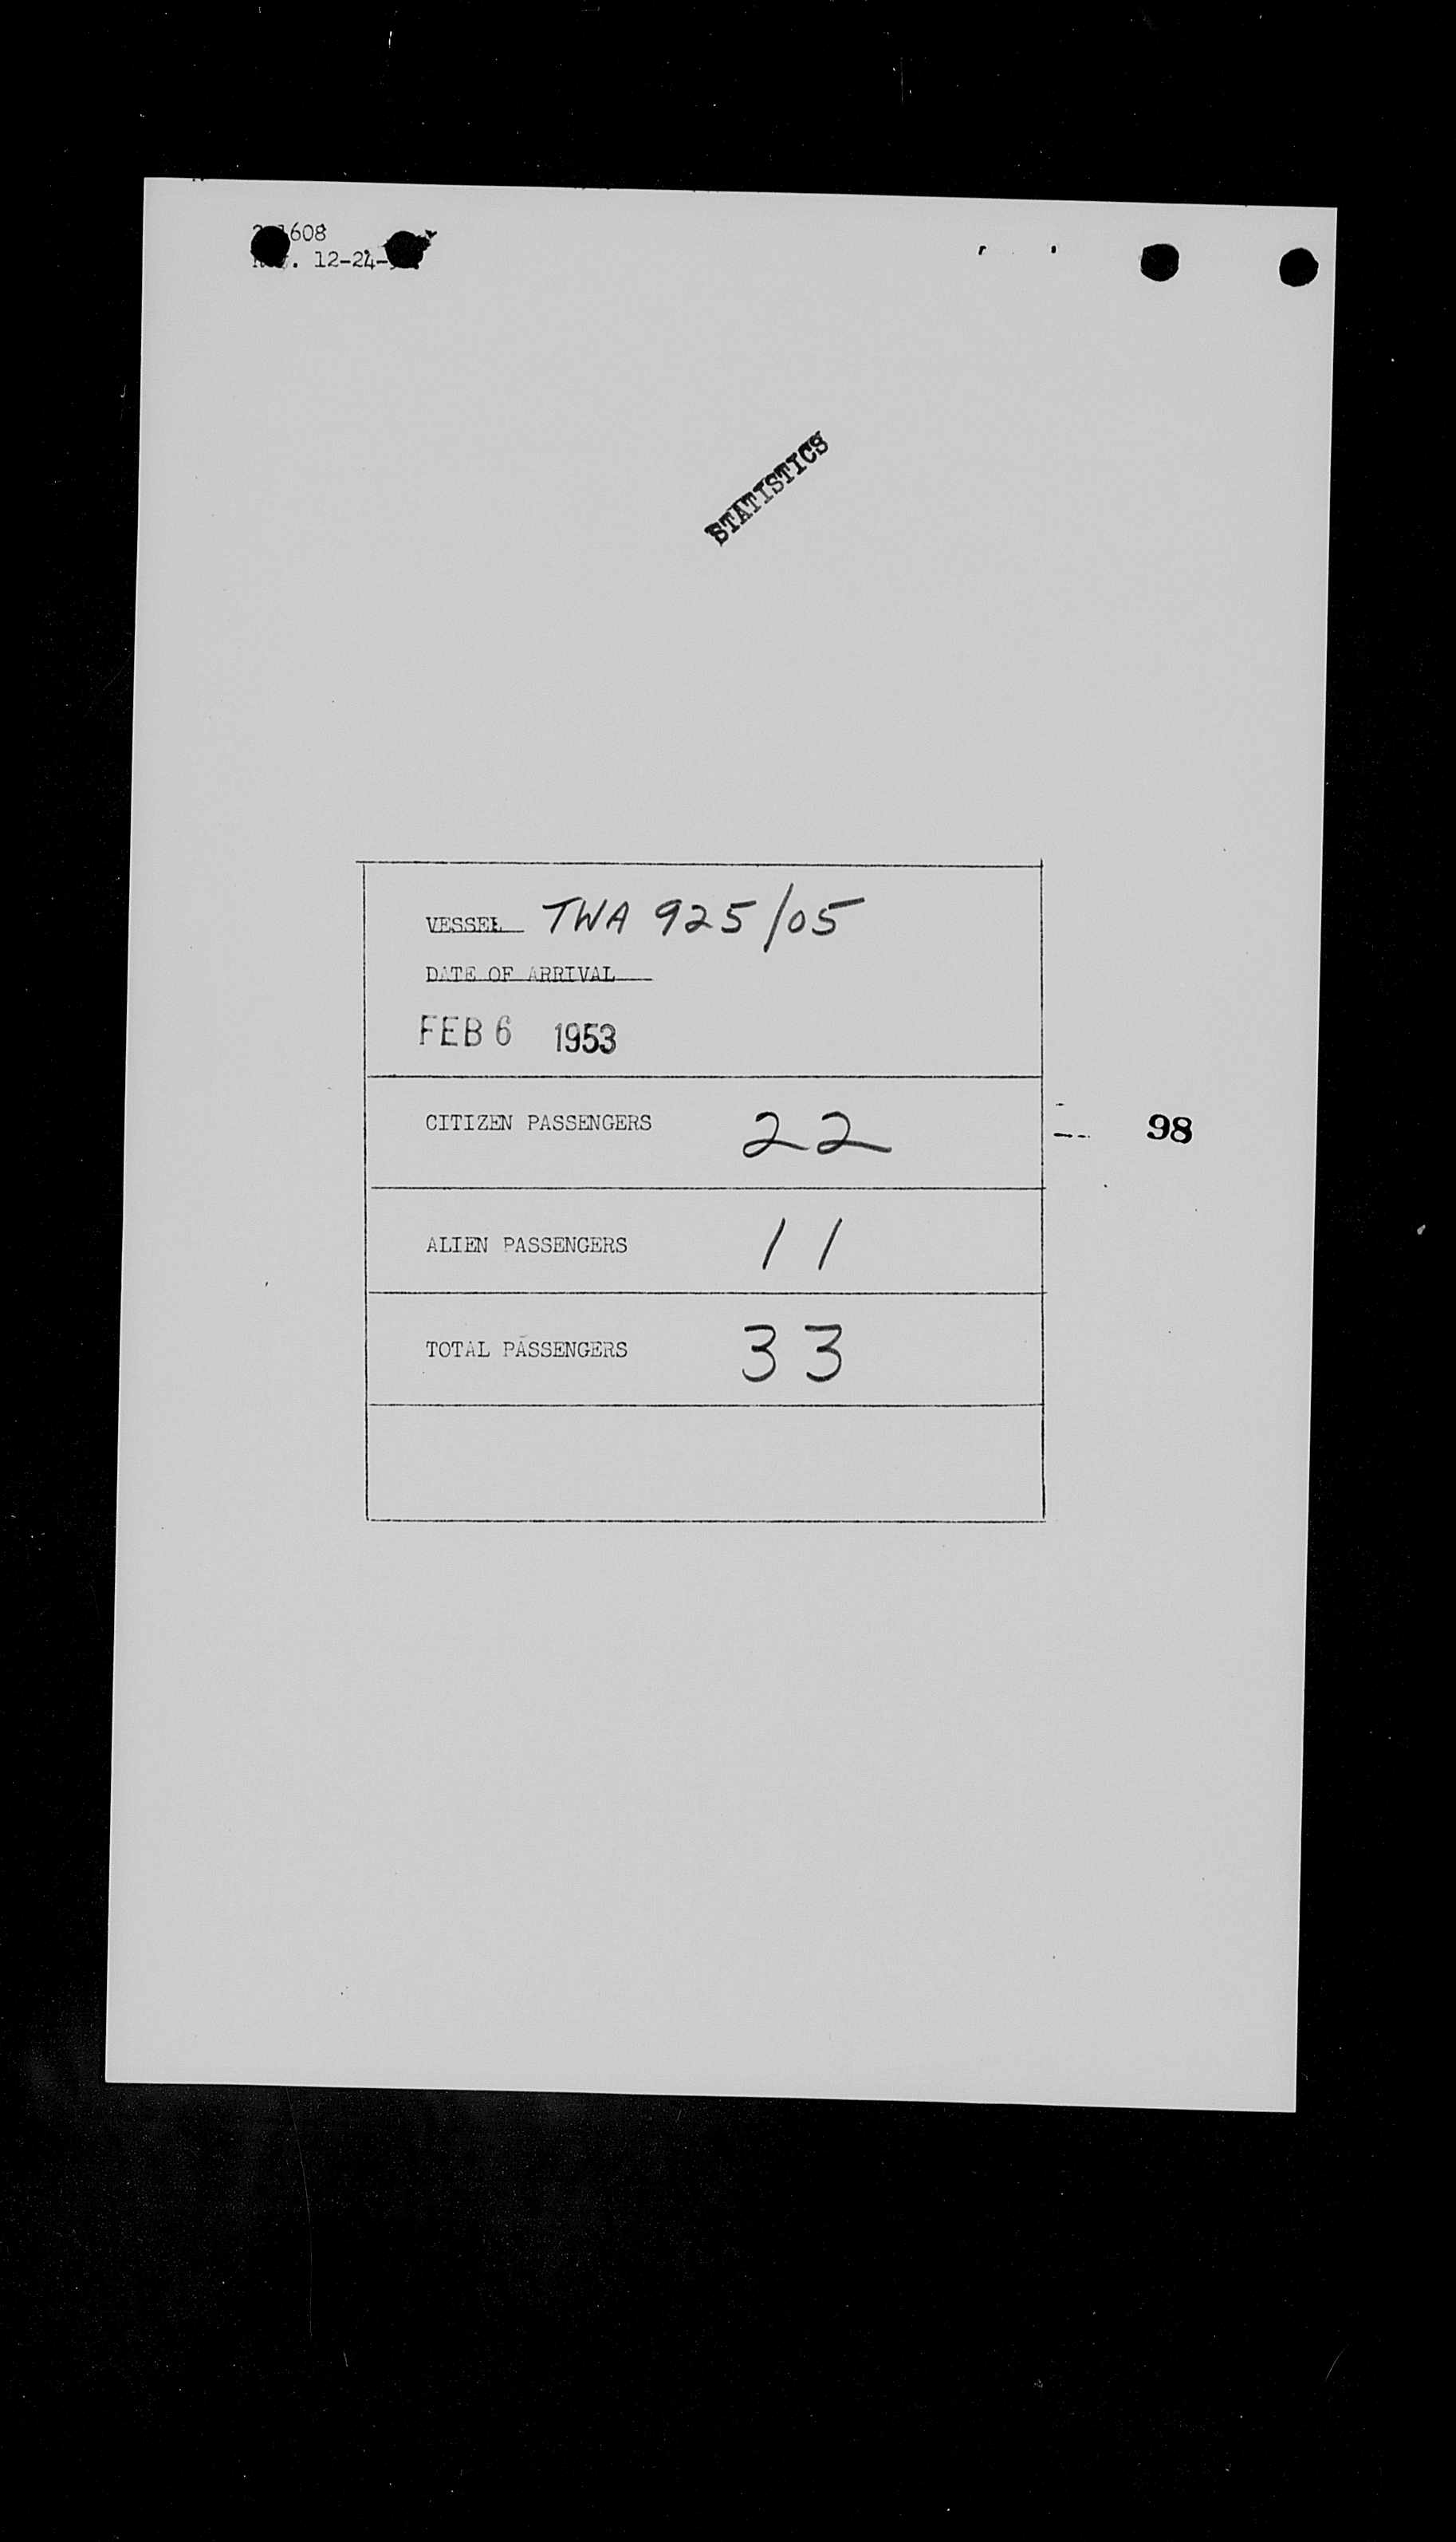 608
12-24-
STATISTICS
VESSEL TWA 925/05
DATE OF ARRIVAL
FEB 6 1953
CITIZEN PASSENGERS 22
98
ALIEN PASSENGERS 11
TOTAL PASSENGERS 33